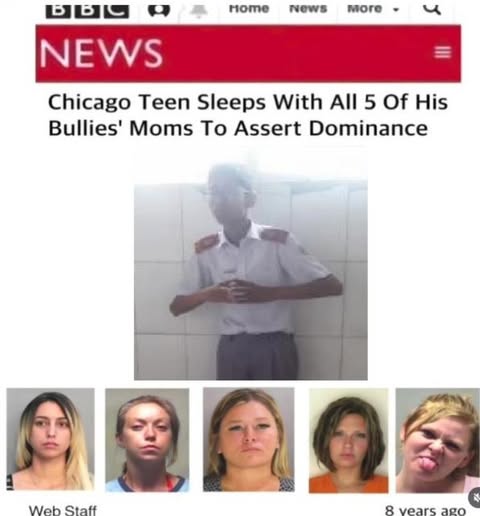 BBC
Home News More
NEWS
Chicago Teen Sleeps With All 5 Of His
Bullies' Moms To Assert Dominance
Web Staff 8 years ago